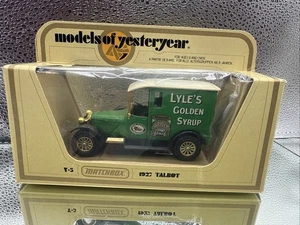 models of yesteryear
LYLE'S
GOLDEN
SYRUP
Y-5
MATCHBOX
1927 TALBOT